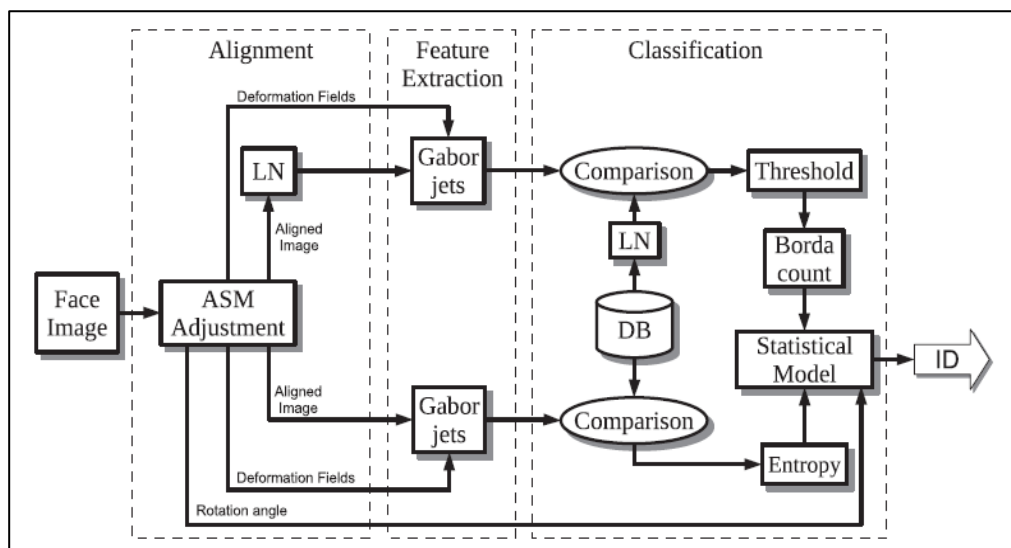 Alignment
Feature
Extraction
Classification
Deformation Fields
LN
Gabor
jets
Comparison
Threshold
Aligned
Image
LN
Borda
count
Face
Image
ASM
Adjustment
DB
Statistical
Model
ID
Aligned
Image
Gabor
jets
Comparison
Entropy
Deformation Fields
Rotation angle